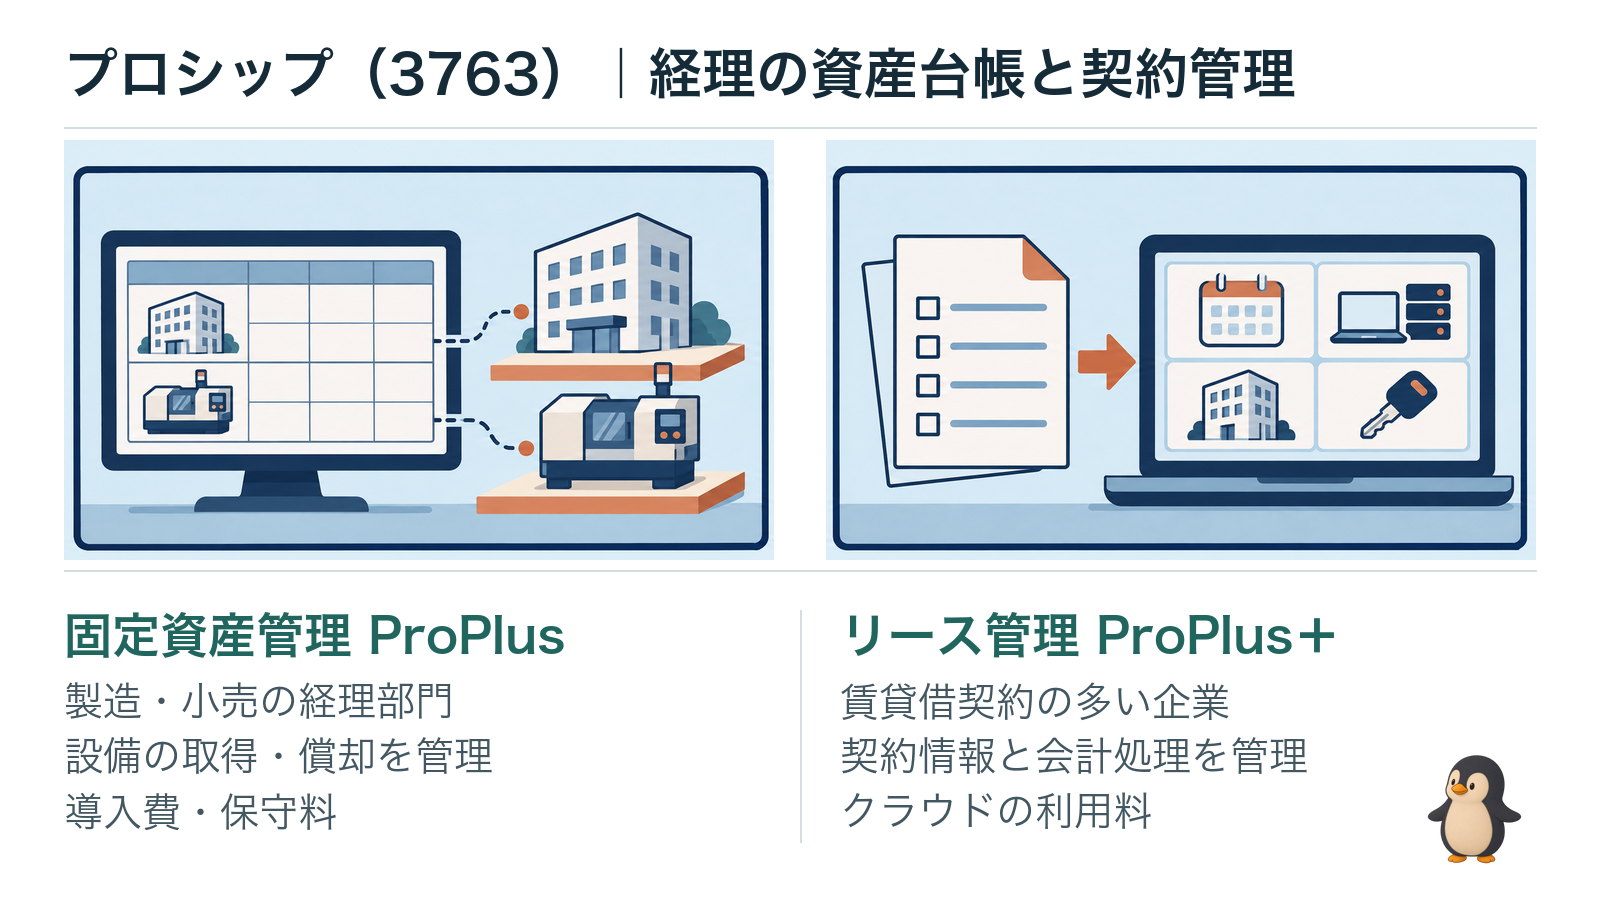 プロシップ（3763）｜経理の資産台帳と契約管理
固定資産管理 ProPlus
製造・小売の経理部門
設備の取得・償却を管理
導入費・保守料
リース管理 ProPlus＋
賃貸借契約の多い企業
契約情報と会計処理を管理
クラウドの利用料